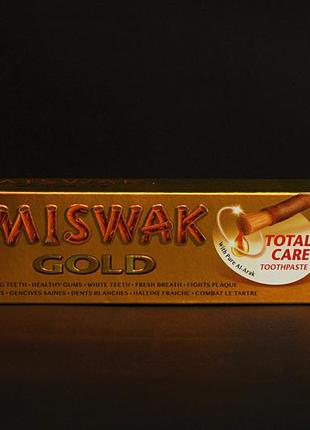 MISWAK
GOLD
TOTAL
CARE
TOOTHPASTE
With Pure Al-Arak
TEETH • HEALTHY GUMS • WHITE TEETH • FRESH BREATH • FIGHTS PLAQUE
GENCIVES SAINES • DENTS BLANCHES • HALEINE FRAICHE • COMBAT LE TARTRE